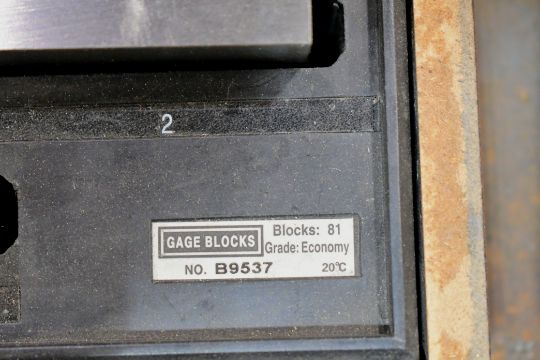 2
GAGE BLOCKS
Blocks: 81
Grade: Economy
NO. B9537
20°C